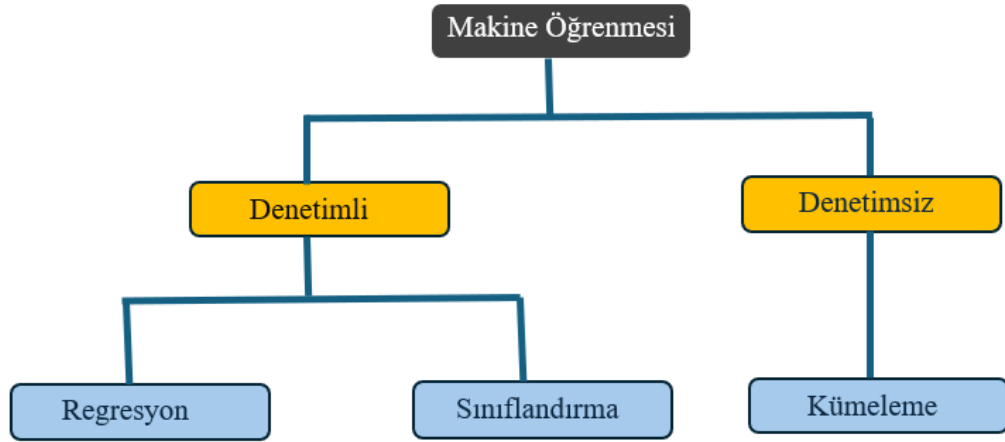 Makine Öğrenmesi
Denetimli
Denetimsiz
Regresyon
Sınıflandırma
Kümeleme